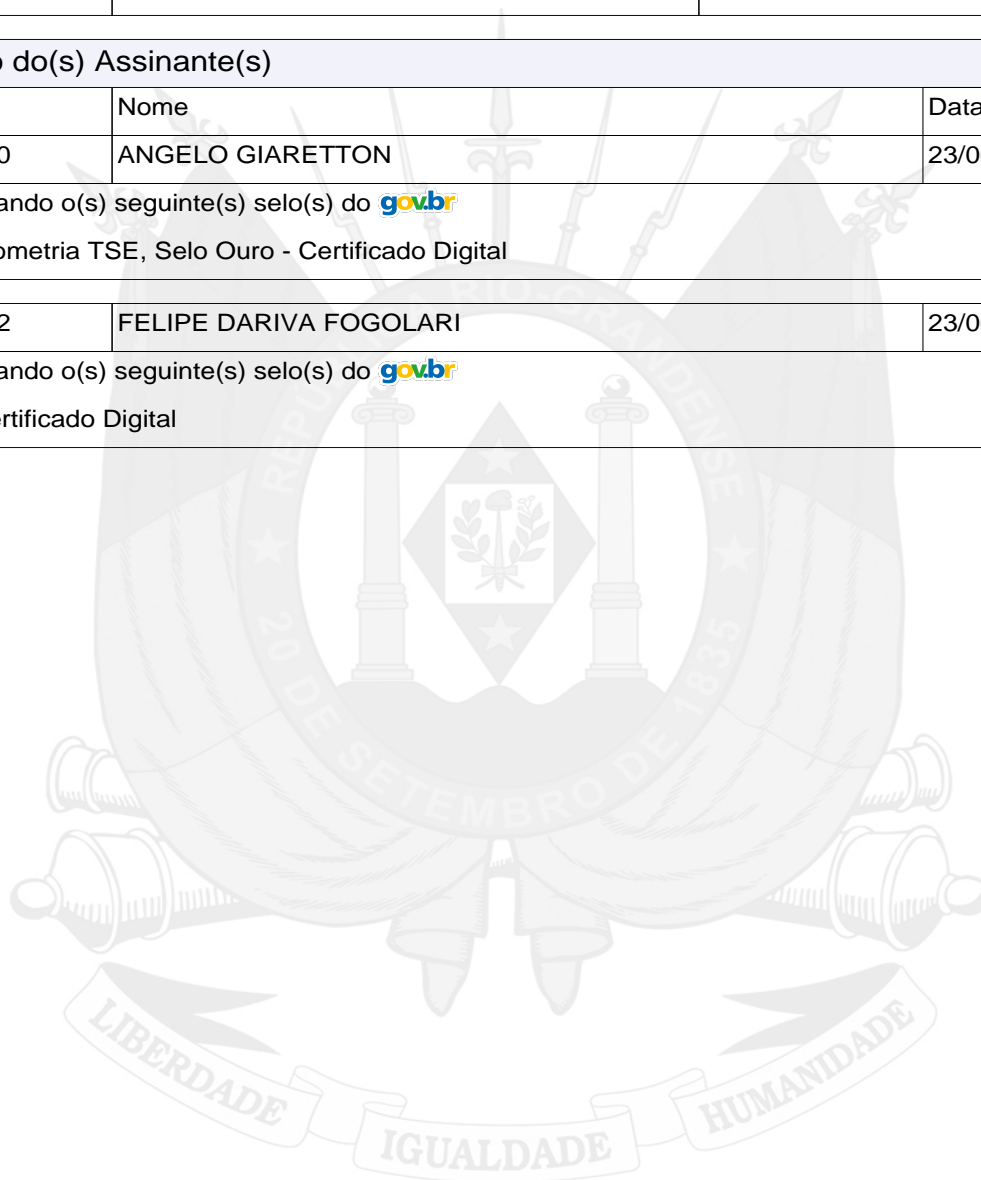 o do(s) Assinante(s)
Nome Data
0 ANGELO GIARETTON 23/0
ando o(s) seguinte(s) selo(s) do gov.br
ometria TSE, Selo Ouro - Certificado Digital
2 FELIPE DARIVA FOGOLARI 23/0
ando o(s) seguinte(s) selo(s) do gov.br
ertificado Digital
REPÚBLICA RIO-GRANDENSE
20 DE SETEMBRO DE 1835
LIBERDADE IGUALDADE HUMANIDADE